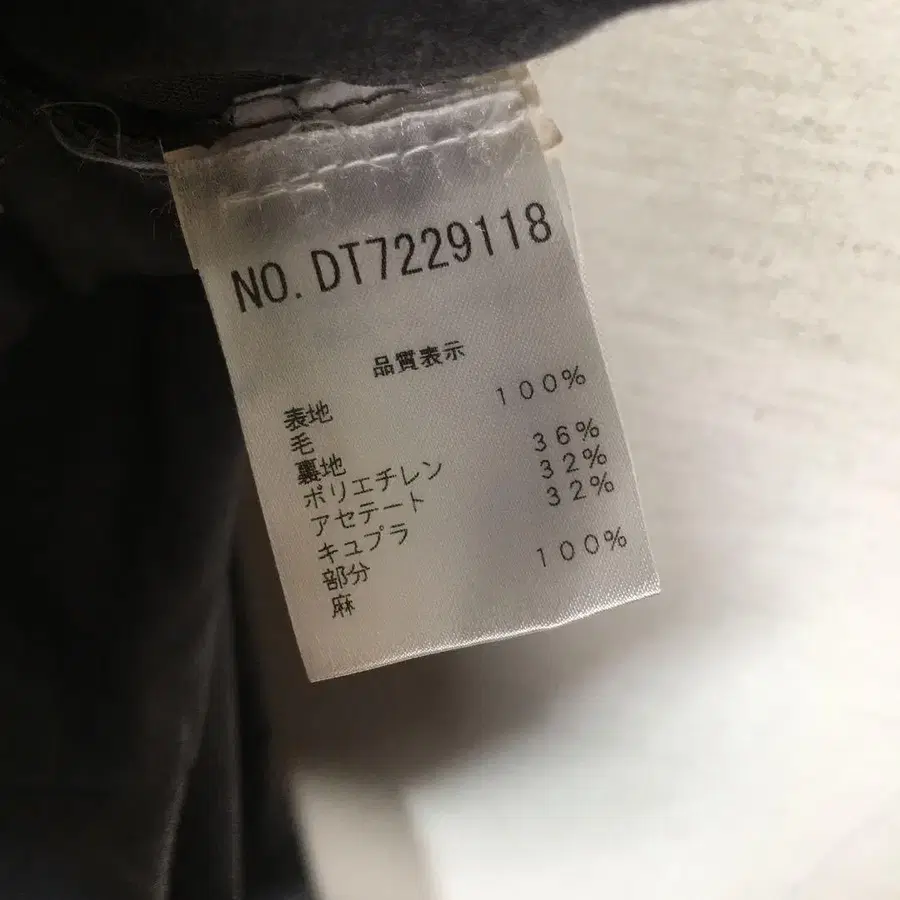 NO. DT7229118
品質表示
表地
毛 100%
裏地
ポリエチレン 36%
アセテート 32%
キュプラ 32%
部分
麻 100%